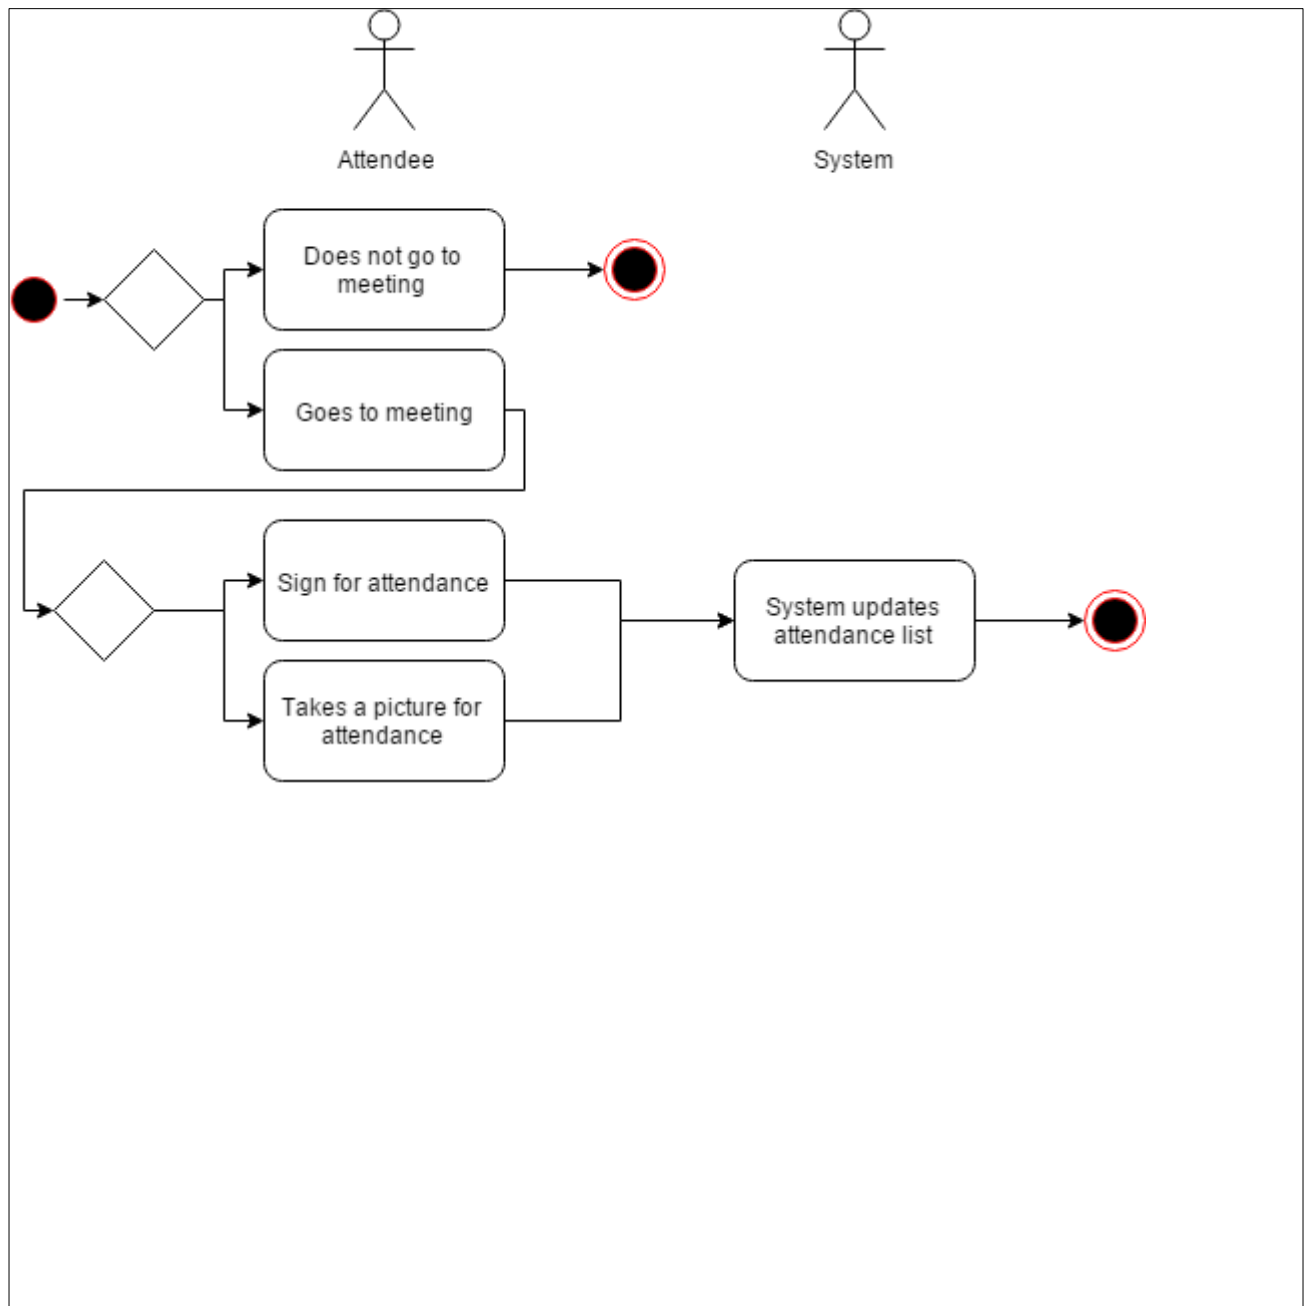 Attendee
System
Does not go to
meeting
Goes to meeting
Sign for attendance
Takes a picture for
attendance
System updates
attendance list